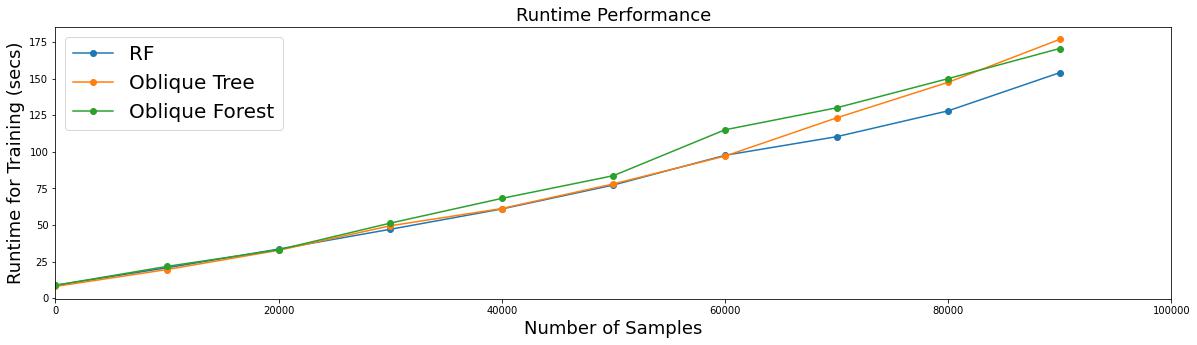 Runtime Performance
RF
Oblique Tree
Oblique Forest
Runtime for Training (secs)
175
150
125
100
75
50
25
0
0 20000 40000 60000 80000 100000
Number of Samples